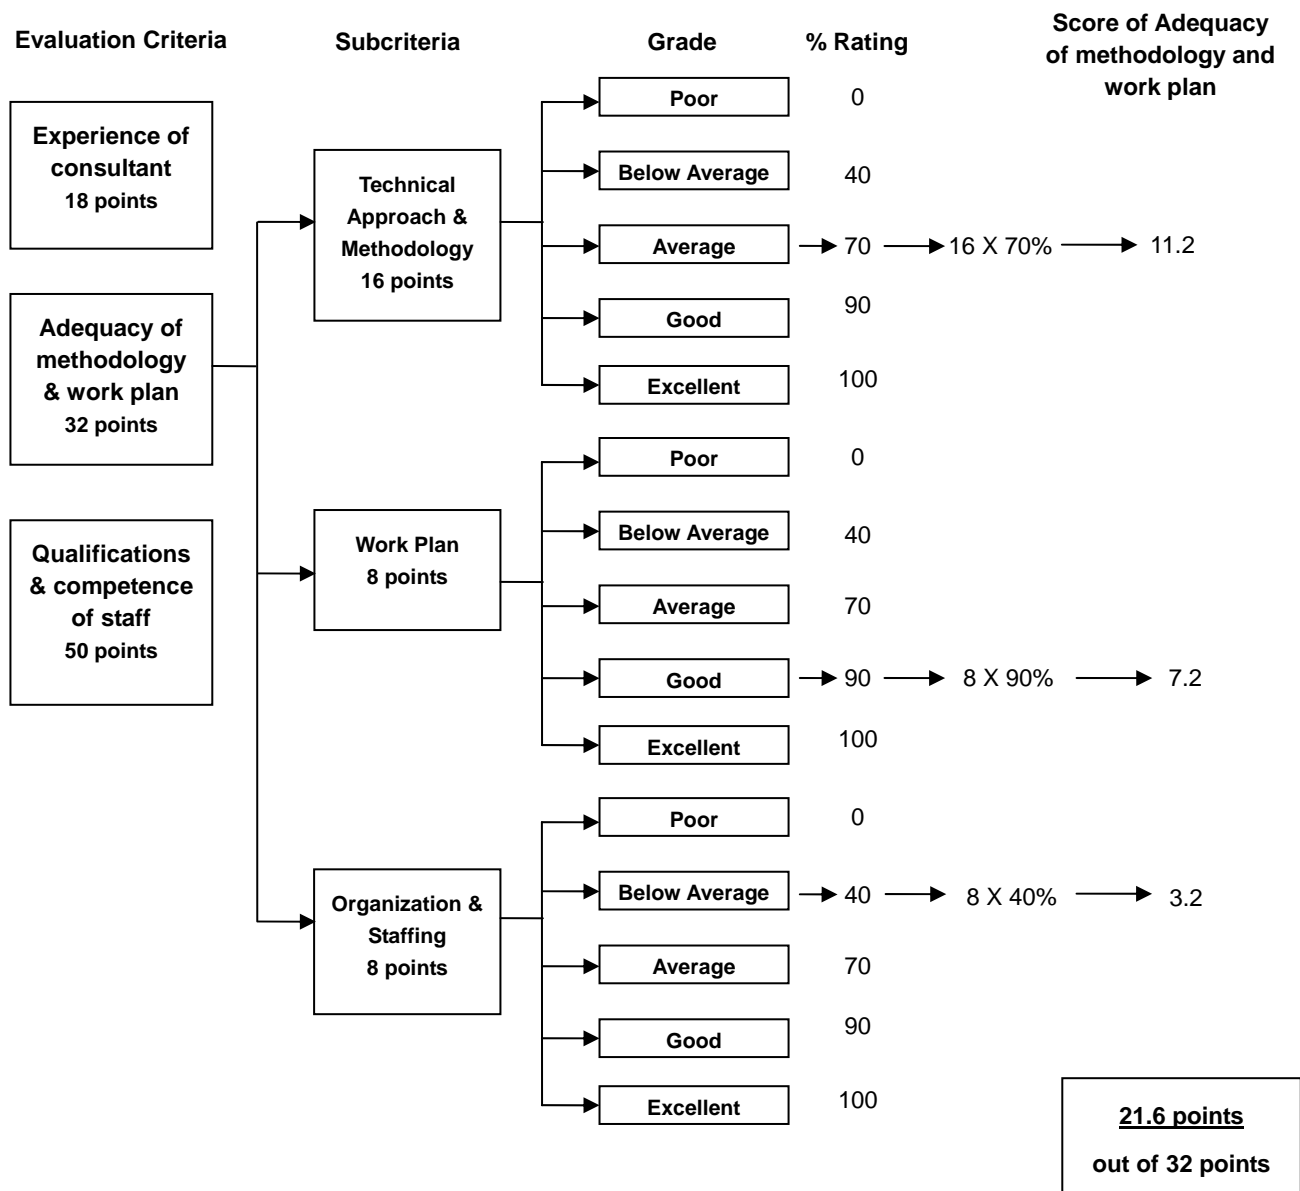 Evaluation Criteria
Subcriteria
Grade
% Rating
Score of Adequacy
of methodology and
work plan
Experience of
consultant
18 points
Adequacy of
methodology
& work plan
32 points
Qualifications
& competence
of staff
50 points
Technical
Approach &
Methodology
16 points
Poor
0
Below Average
40
Average
70
16 X 70%
11.2
Good
90
Excellent
100
Work Plan
8 points
Poor
0
Below Average
40
Average
70
Good
90
8 X 90%
7.2
Excellent
100
Organization &
Staffing
8 points
Poor
0
Below Average
40
8 X 40%
3.2
Average
70
Good
90
Excellent
100
21.6 points
out of 32 points